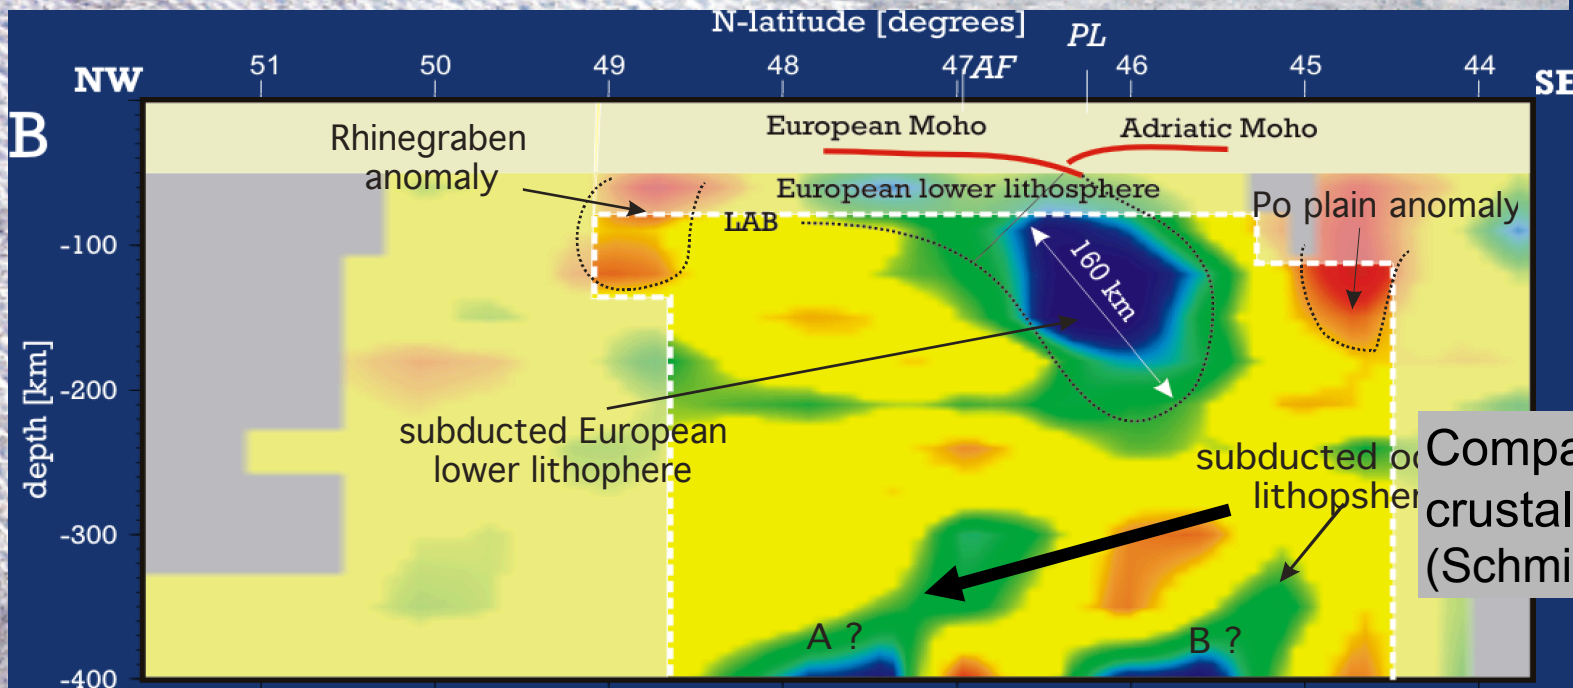 N-latitude [degrees]
PL
NW 51 50 49 48 47 AF 46 45 44 SE
B
Rhinegraben
anomaly
European Moho
Adriatic Moho
European lower lithosphere
LAB
Po plain anomaly
160 km
-100
-200
-300
-400
depth [km]
subducted European
lower lithophere
subducted
lithopsher
Compa
crustal
(Schmi
A ?
B ?